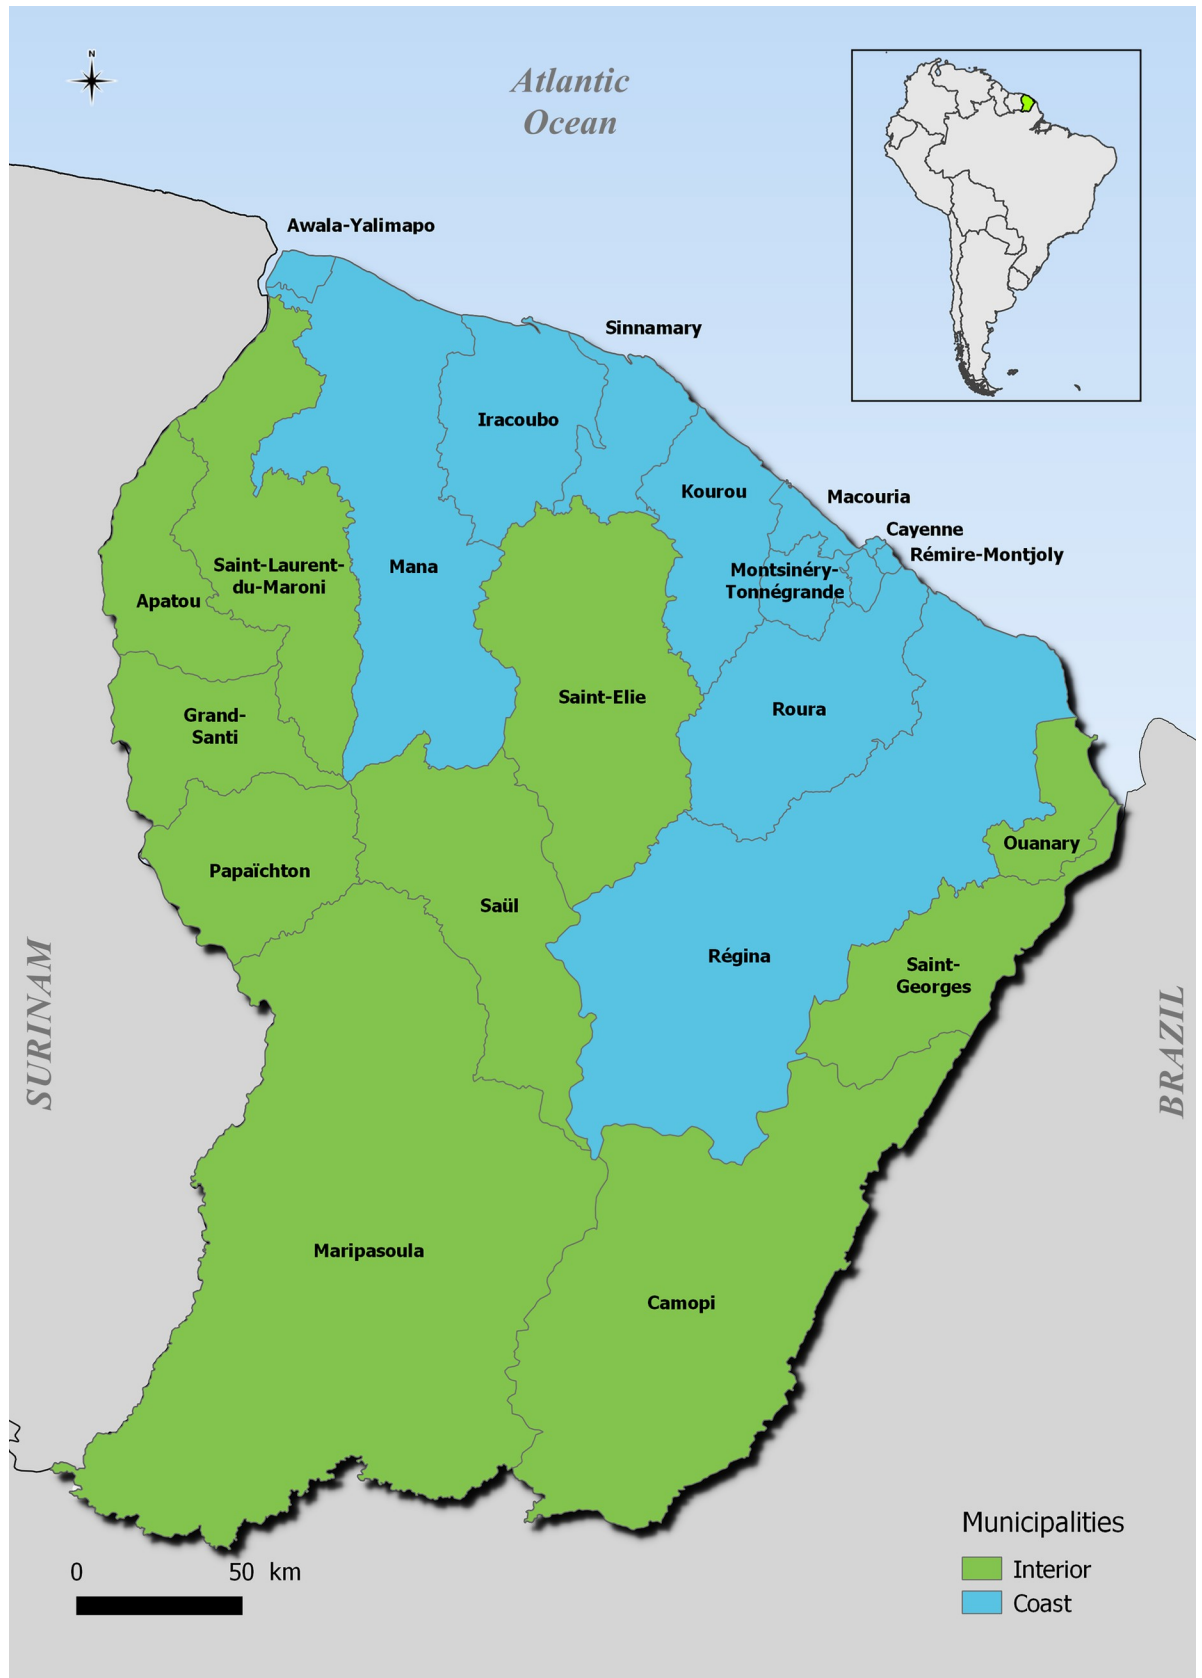 N
Atlantic
Ocean
Awala-Yalimapo
Sinnamary
Iracoubo
Kourou
Macouria
Cayenne
Rémire-Montjoly
Montsinéry-
Tonnégrande
Mana
Saint-Laurent-
du-Maroni
Apatou
Saint-Elie
Roura
Grand-
Santi
Ouanary
Papaïchton
Saül
Régina
Saint-
Georges
SURINAM
BRAZIL
Maripasoula
Camopi
Municipalities
Interior
Coast
0 50 km